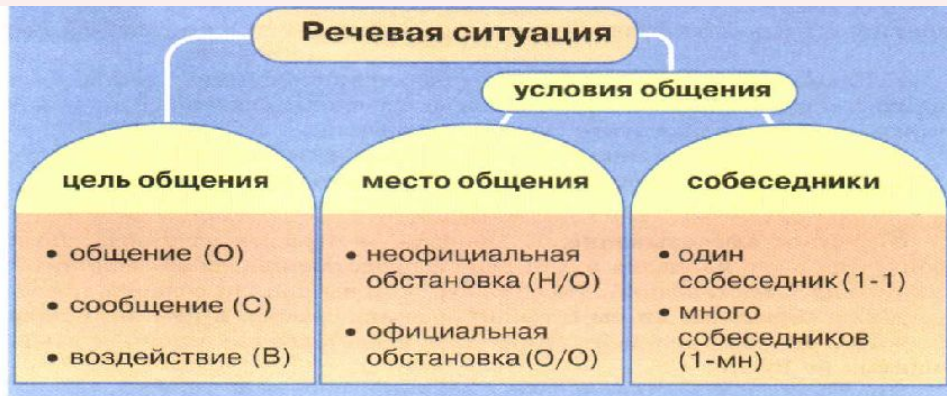 Речевая ситуация
условия общения
цель общения
• общение (О)
• сообщение (С)
• воздействие (В)
место общения
• неофициальная
обстановка (Н/О)
• официальная
обстановка (О/О)
собеседники
• один
собеседник (1-1)
• много
собеседников
(1-мн)